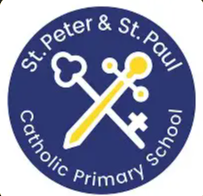 St. Peter & St. Paul
Catholic Primary School